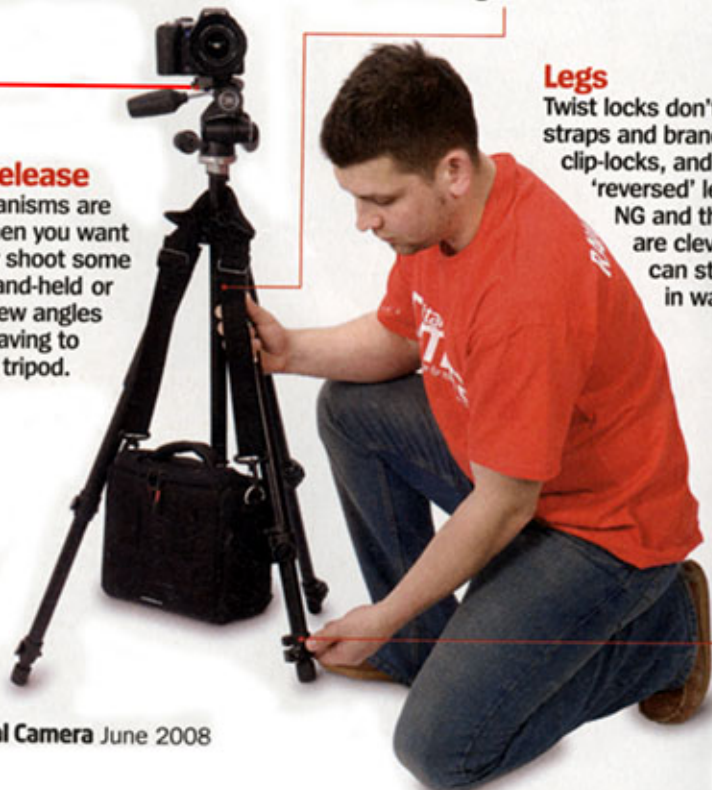 elease
anisms are
en you want
shoot some
and-held or
ew angles
aving to
tripod.
Legs
Twist locks don'
straps and bran
clip-locks, and
'reversed' le
NG and th
are clev
can st
in wa
RA
al Camera June 2008